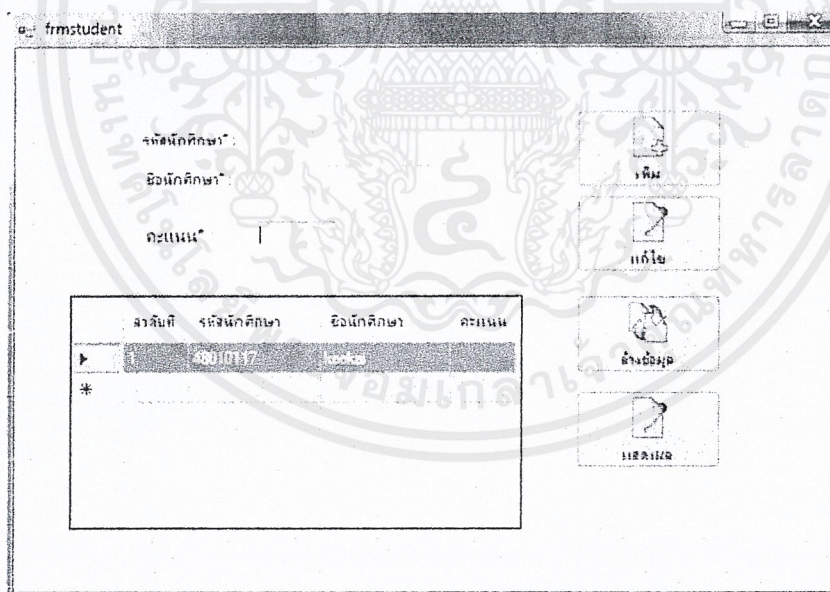 frmstudent
รหัสนักศึกษา* :
ชื่อนักศึกษา* :
คะแนน*
เพิ่ม
แก้ไข
ล้างข้อมูล
แสดงผล
ลำดับที่ รหัสนักศึกษา ชื่อนักศึกษา คะแนน
1 48010117
*